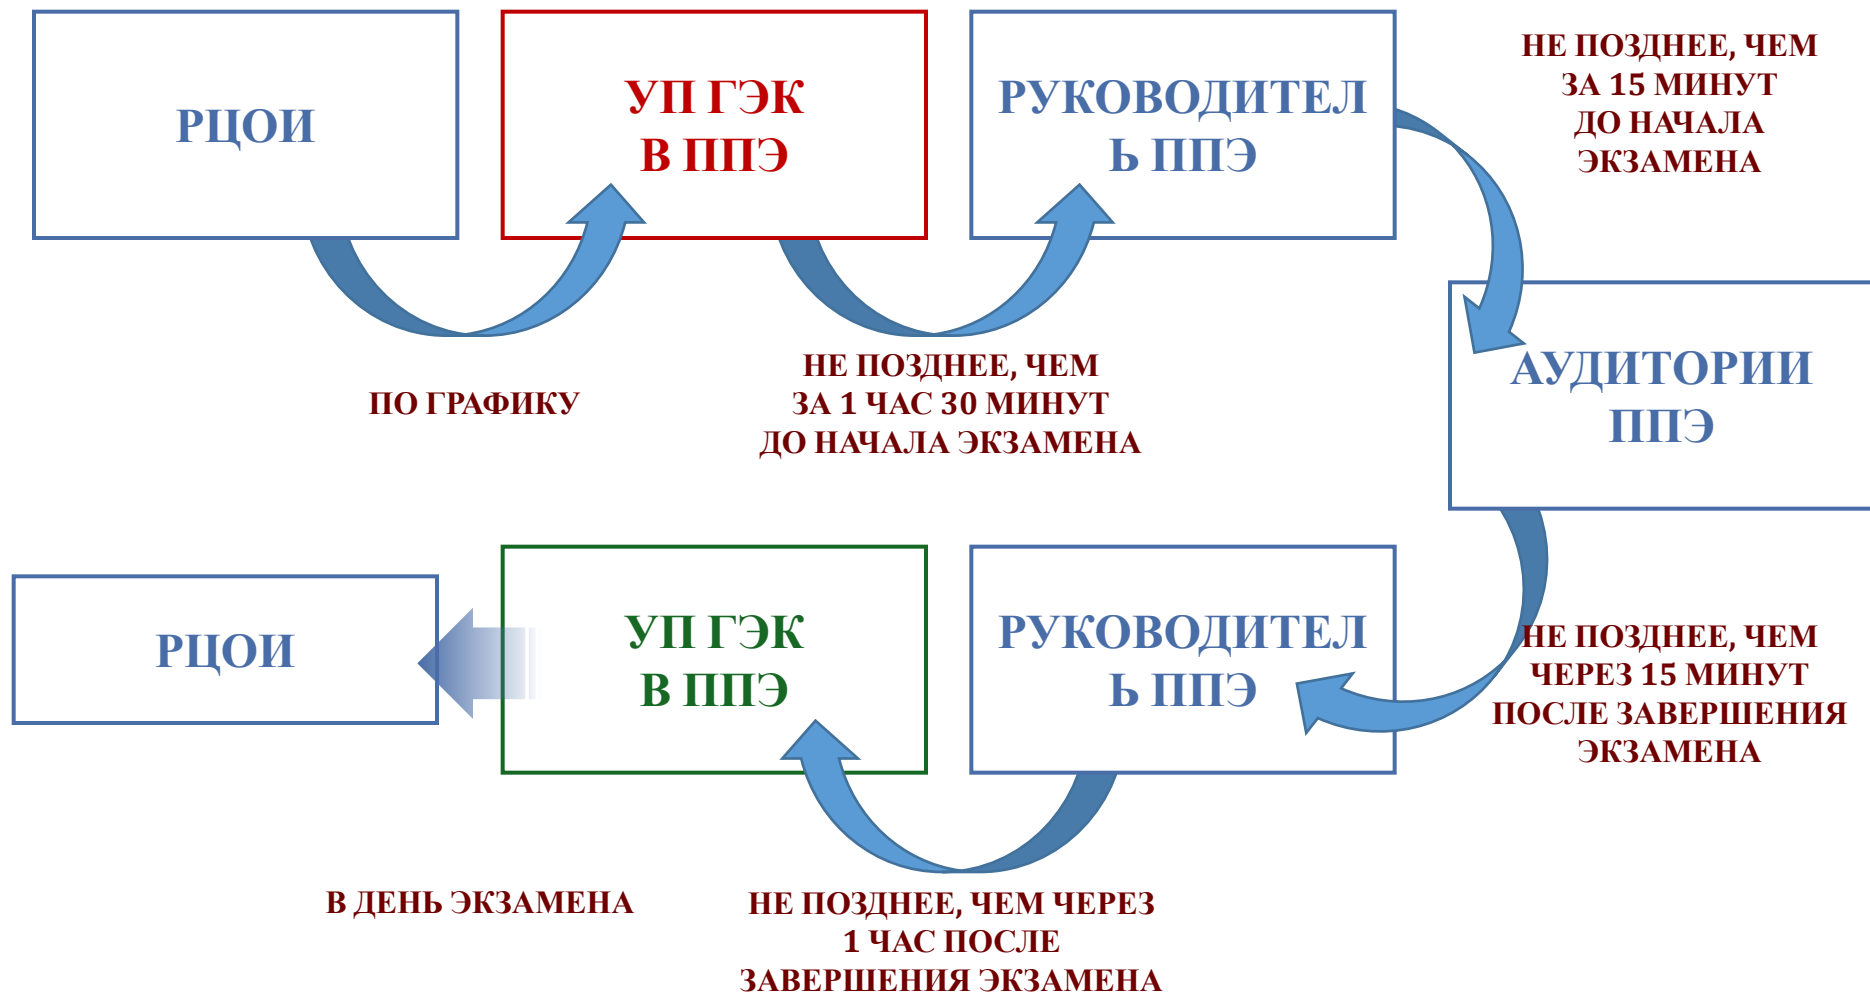 РЦОИ
УП ГЭК
В ППЭ
РУКОВОДИТЕЛ
Ь ППЭ
НЕ ПОЗДНЕЕ, ЧЕМ
ЗА 15 МИНУТ
ДО НАЧАЛА
ЭКЗАМЕНА
АУДИТОРИИ
ППЭ
ПО ГРАФИКУ
НЕ ПОЗДНЕЕ, ЧЕМ
ЗА 1 ЧАС 30 МИНУТ
ДО НАЧАЛА ЭКЗАМЕНА
РЦОИ
УП ГЭК
В ППЭ
РУКОВОДИТЕЛ
Ь ППЭ
НЕ ПОЗДНЕЕ, ЧЕМ
ЧЕРЕЗ 15 МИНУТ
ПОСЛЕ ЗАВЕРШЕНИЯ
ЭКЗАМЕНА
В ДЕНЬ ЭКЗАМЕНА
НЕ ПОЗДНЕЕ, ЧЕМ ЧЕРЕЗ
1 ЧАС ПОСЛЕ
ЗАВЕРШЕНИЯ ЭКЗАМЕНА